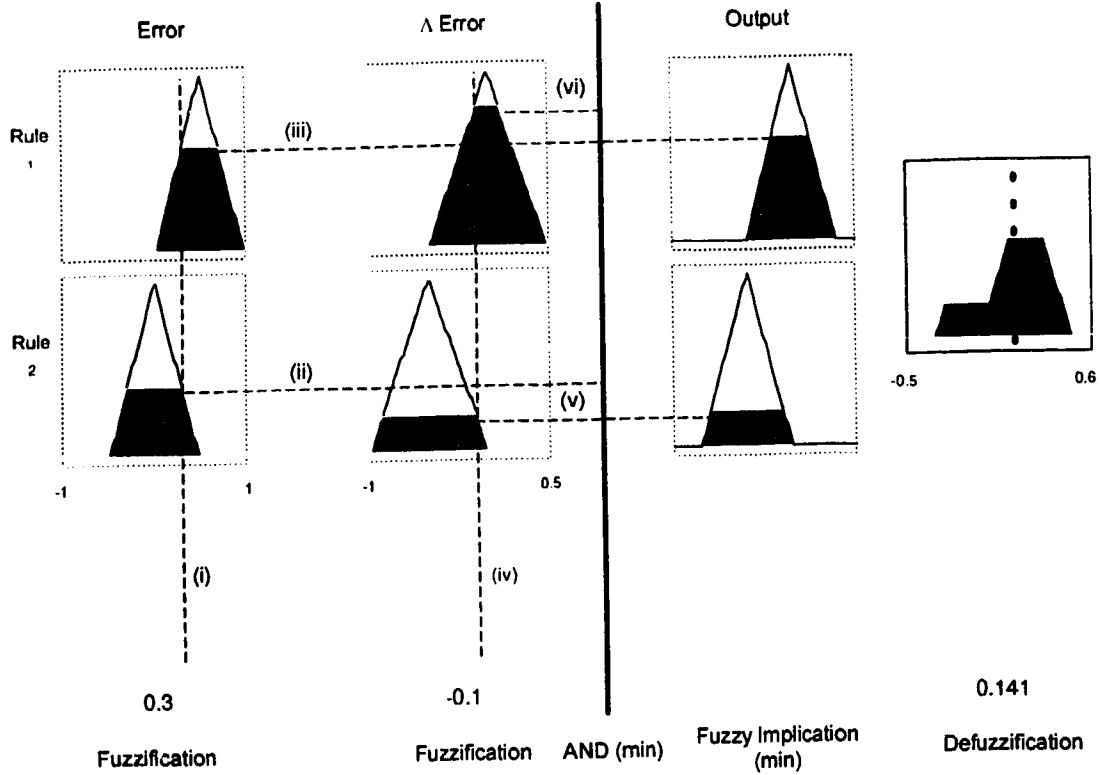 Error
Λ Error
Output
Rule
1
(iii)
(vi)
Rule
2
(ii)
(v)
-1
1
-1
0.5
-0.5
0.6
(i)
(iv)
0.3
-0.1
0.141
Fuzzification
Fuzzification
AND (min)
Fuzzy Implication
(min)
Defuzzification